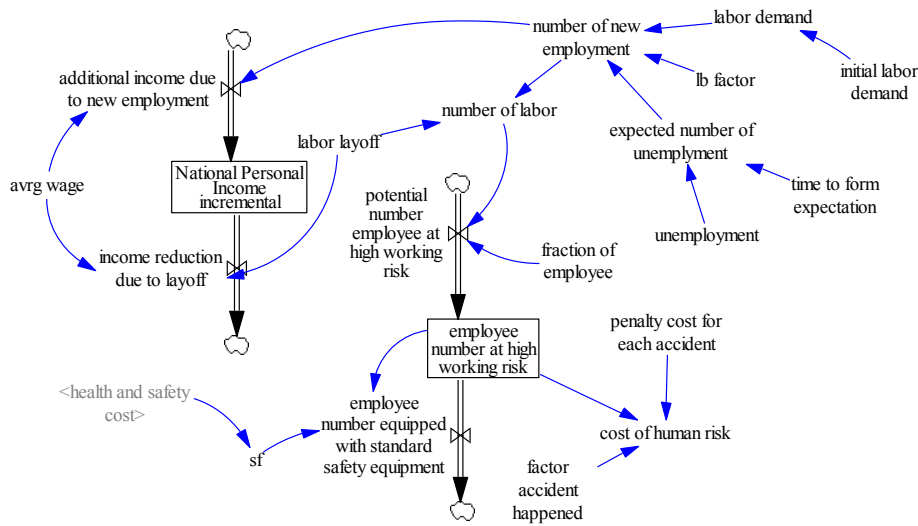 number of new
employment
labor demand
initial labor
demand
lb factor
additional income due
to new employment
number of labor
expected number of
unemplyment
labor layoff
National Personal
Income
incremental
avrg wage
time to form
expectation
potential
number
employee at
high working
risk
unemployment
income reduction
due to layoff
fraction of
employee
employee
number at high
working risk
penalty cost for
each accident
<health and safety
cost>
employee
number equipped
with standard
safety equipment
sf
cost of human risk
factor
accident
happened